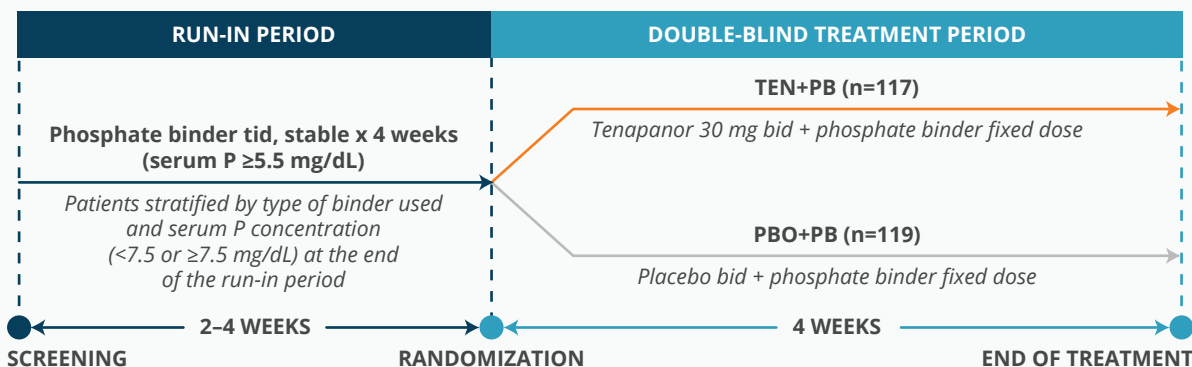 RUN-IN PERIOD
DOUBLE-BLIND TREATMENT PERIOD
Phosphate binder tid, stable x 4 weeks
(serum P ≥5.5 mg/dL)
Patients stratified by type of binder used
and serum P concentration
(<7.5 or ≥7.5 mg/dL) at the end
of the run-in period
TEN+PB (n=117)
Tenapanor 30 mg bid + phosphate binder fixed dose
PBO+PB (n=119)
Placebo bid + phosphate binder fixed dose
2–4 WEEKS
4 WEEKS
SCREENING
RANDOMIZATION
END OF TREATMENT